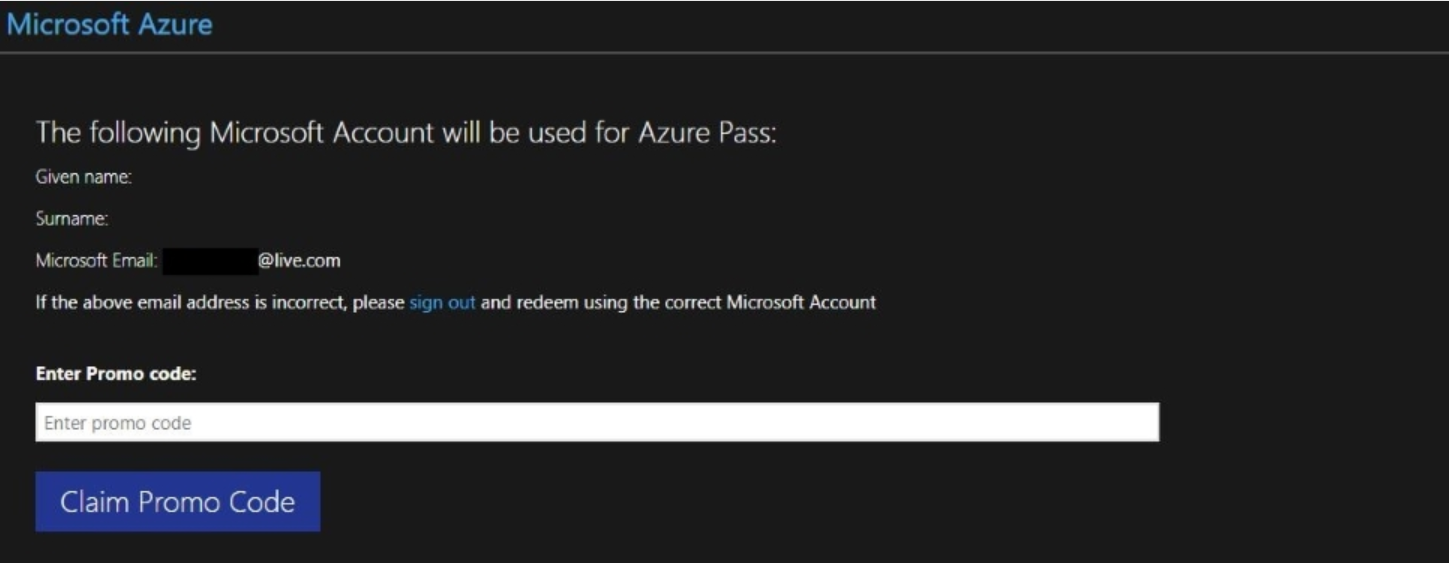 Microsoft Azure
The following Microsoft Account will be used for Azure Pass:
Given name:
Surname:
Microsoft Email: @live.com
If the above email address is incorrect, please sign out and redeem using the correct Microsoft Account
Enter Promo code:
Enter promo code
Claim Promo Code